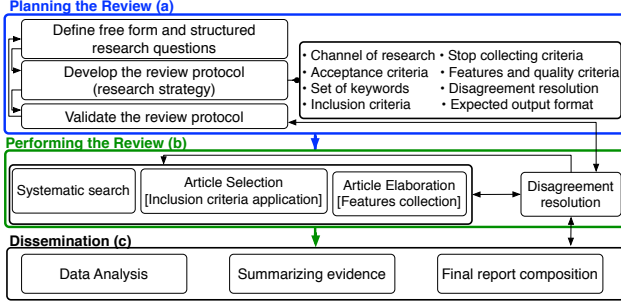 Planning the Review (a)
Define free form and structured
research questions
Develop the review protocol
(research strategy)
Validate the review protocol
• Channel of research
• Acceptance criteria
• Set of keywords
• Inclusion criteria
• Stop collecting criteria
• Features and quality criteria
• Disagreement resolution
• Expected output format
Performing the Review (b)
Systematic search
Article Selection
[Inclusion criteria application]
Article Elaboration
[Features collection]
Disagreement
resolution
Dissemination (c)
Data Analysis
Summarizing evidence
Final report composition